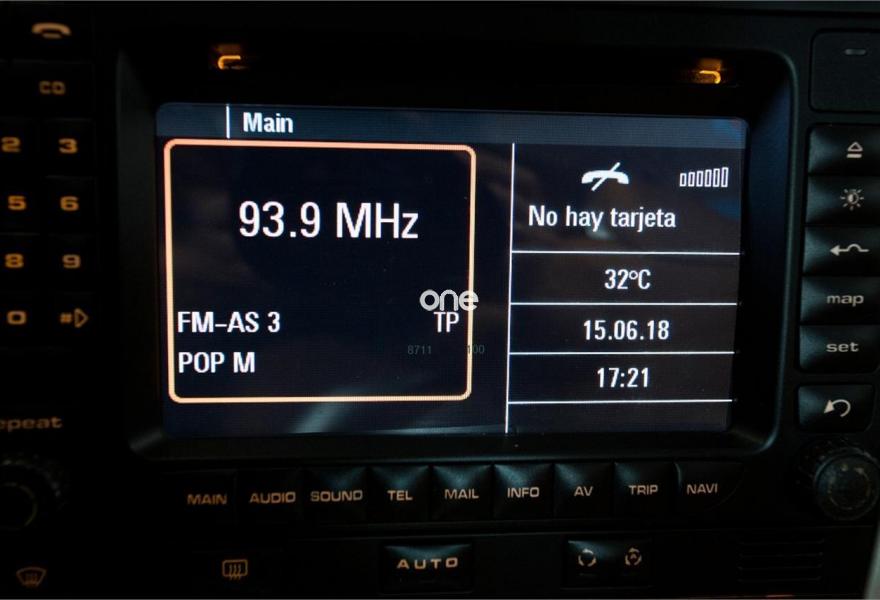 CD
2 3
5 6
8 9
0 #
Main
93.9 MHz
FM-AS 3 TP
POP M
No hay tarjeta
32°C
15.06.18
17:21
one
8711 100
map
set
MAIN AUDIO SOUND TEL MAIL INFO AV TRIP NAVI
AUTO
A